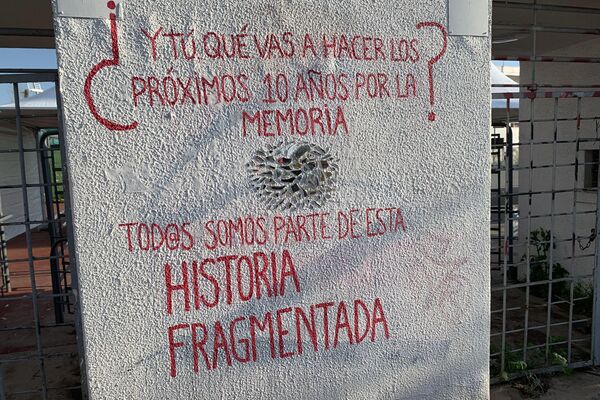 ¿Y TÚ QUÉ VAS A HACER LOS
PRÓXIMOS 10 AÑOS POR LA
MEMORIA?
TOD@S SOMOS PARTE DE ESTA
HISTORIA
FRAGMENTADA